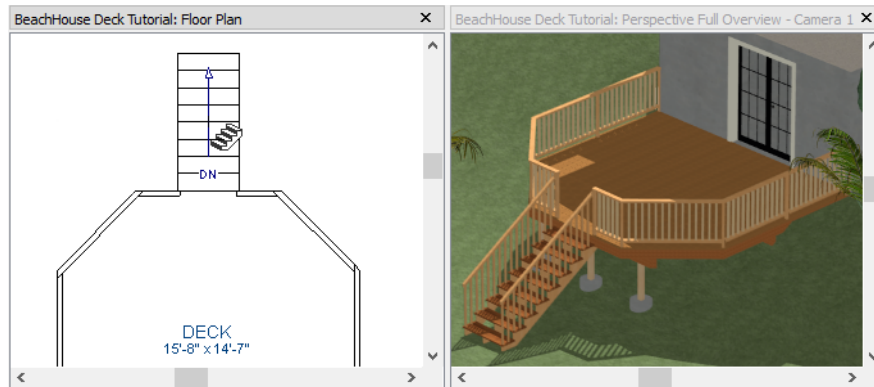 BeachHouse Deck Tutorial: Floor Plan
BeachHouse Deck Tutorial: Perspective Full Overview - Camera 1
DN
DECK
15'-8" x 14'-7"